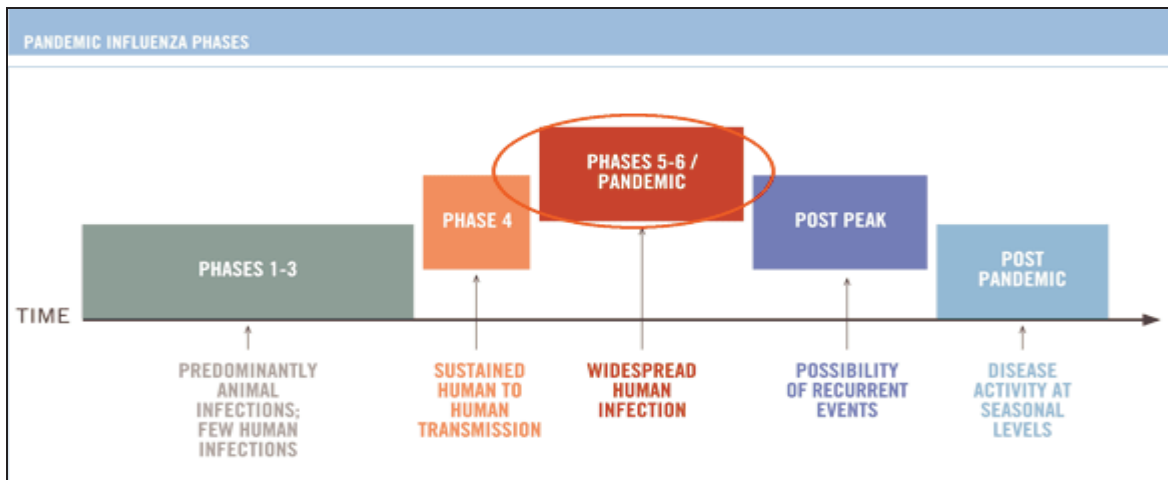 PANDEMIC INFLUENZA PHASES
PHASES 5-6 /
PANDEMIC
PHASE 4
POST PEAK
PHASES 1-3
POST
PANDEMIC
TIME
PREDOMINANTLY
ANIMAL
INFECTIONS;
FEW HUMAN
INFECTIONS
SUSTAINED
HUMAN TO
HUMAN
TRANSMISSION
WIDESPREAD
HUMAN
INFECTION
POSSIBILITY
OF RECURRENT
EVENTS
DISEASE
ACTIVITY AT
SEASONAL
LEVELS